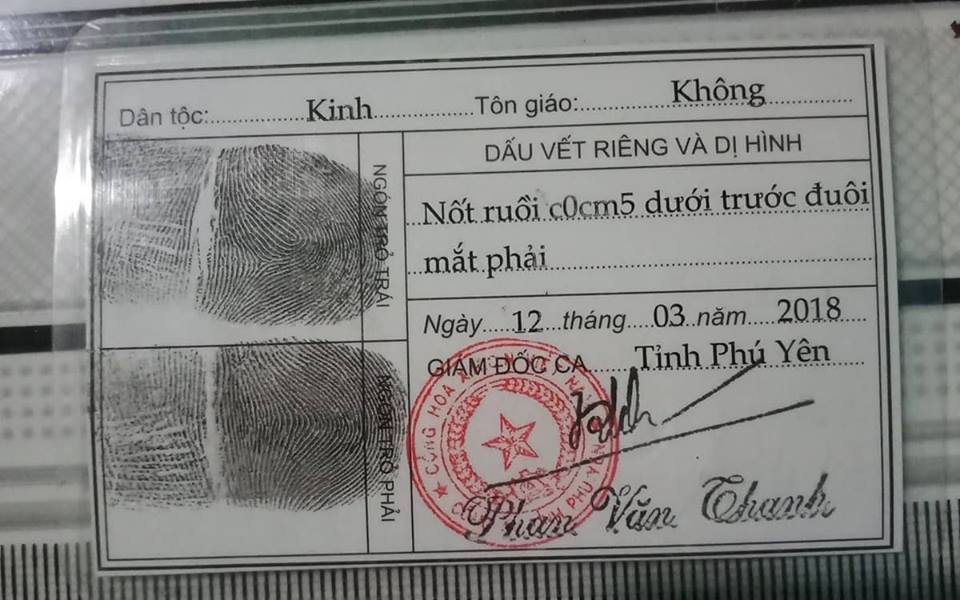 Dân tộc: Kinh Tôn giáo: Không
NGÓN TRỎ TRÁI
DẤU VẾT RIÊNG VÀ DỊ HÌNH
Nốt ruồi c0cm5 dưới trước đuôi
mắt phải
NGÓN TRỎ PHẢI
Ngày 12 tháng 03 năm 2018
GIÁM ĐỐC CA Tỉnh Phú Yên
CỘNG HÒA
PHÚ YÊN
Phan Văn Thanh